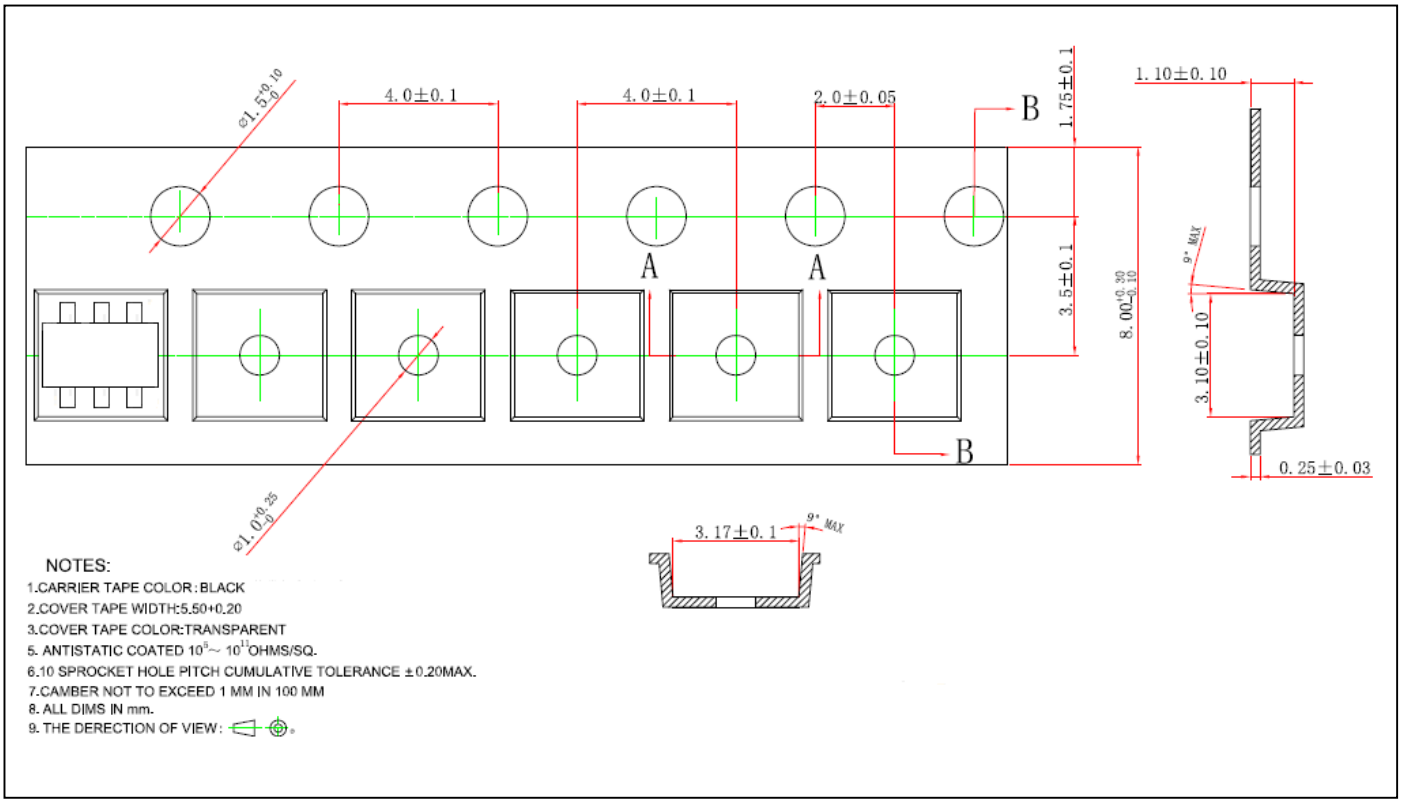 ⌀1.5+0.10-0
4.0±0.1
4.0±0.1
2.0±0.05
B
1.75±0.1
1.10±0.10
A
A
3.5±0.1
8.00+0.30-0.10
9° MAX
3.10±0.10
B
0.25±0.03
⌀1.0+0.25-0
3.17±0.1
9° MAX
NOTES:
1.CARRIER TAPE COLOR:BLACK
2.COVER TAPE WIDTH:5.50+0.20
3.COVER TAPE COLOR:TRANSPARENT
5. ANTISTATIC COATED 10⁵~ 10¹¹OHMS/SQ.
6.10 SPROCKET HOLE PITCH CUMULATIVE TOLERANCE ±0.20MAX.
7.CAMBER NOT TO EXCEED 1 MM IN 100 MM
8. ALL DIMS IN mm.
9. THE DERECTION OF VIEW: